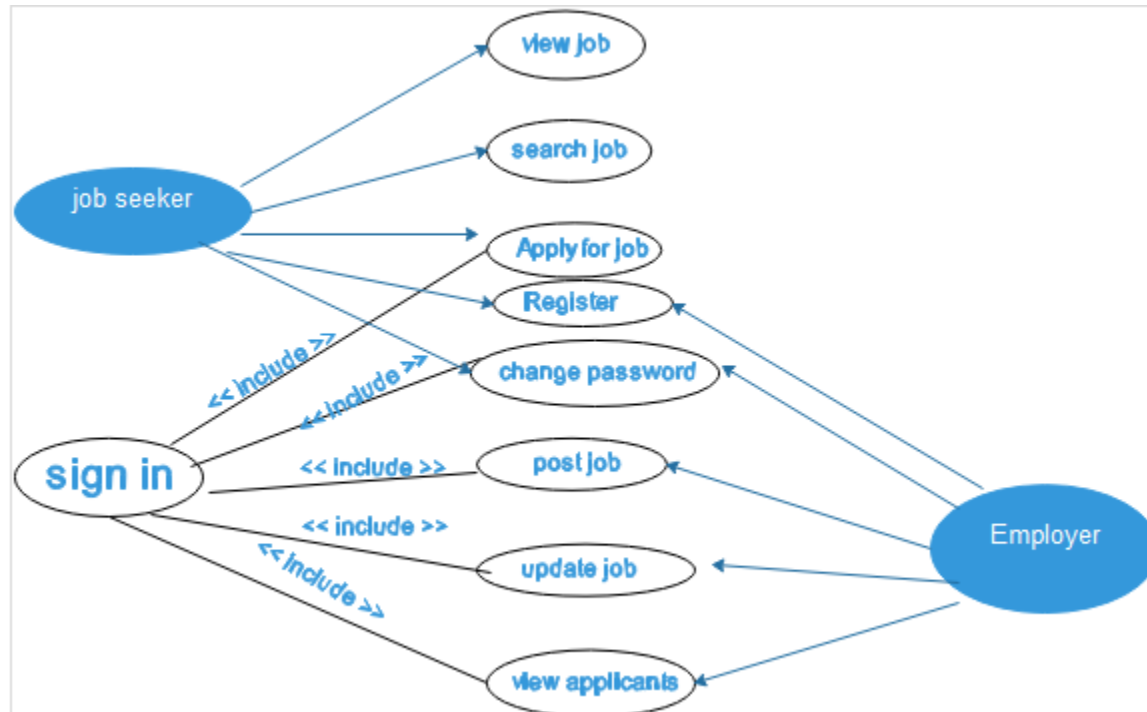 view job
search job
job seeker
Apply for job
Register
<< include >>
<< include >>
change password
sign in
<< include >>
post job
<< include >>
Employer
update job
<< include >>
view applicants